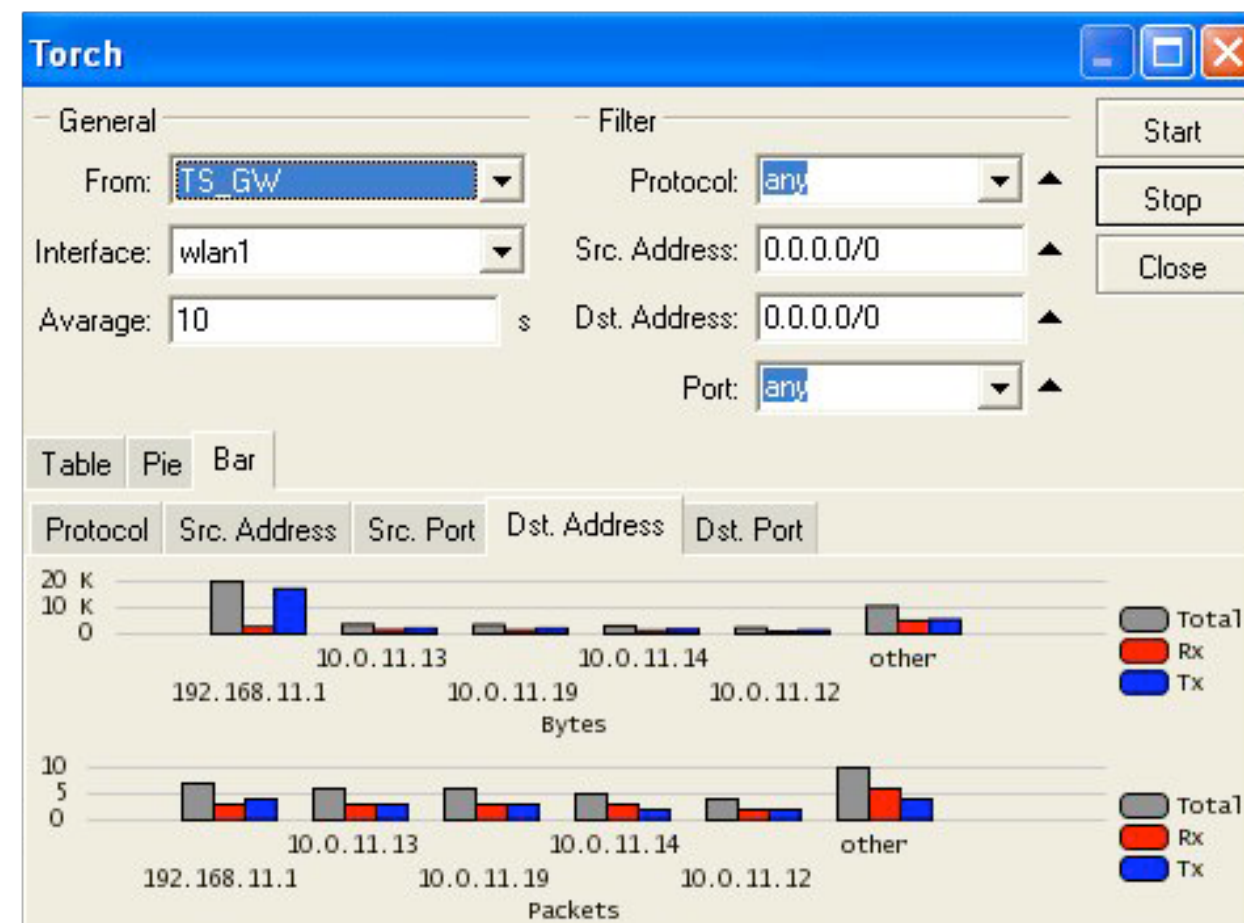 Torch
General
Filter
Start
From: TS_GW
Protocol: any
Stop
Interface: wlan1
Src. Address: 0.0.0.0/0
Close
Avarage: 10 s
Dst. Address: 0.0.0.0/0
Port: any
Table Pie Bar
Protocol Src. Address Src. Port Dst. Address Dst. Port
20 K
10 K
0
Total
Rx
Tx
10.0.11.13 10.0.11.14 other
192.168.11.1 10.0.11.19 10.0.11.12
Bytes
10
5
0
Total
Rx
Tx
10.0.11.13 10.0.11.14 other
192.168.11.1 10.0.11.19 10.0.11.12
Packets